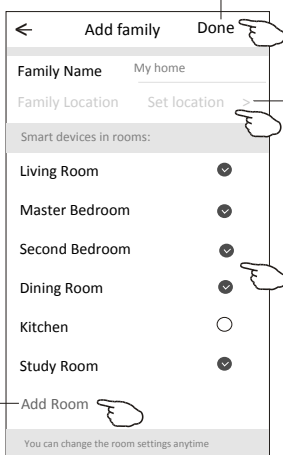 ← Add family Done
Family Name My home
Family Location Set location >
Smart devices in rooms:
Living Room
Master Bedroom
Second Bedroom
Dining Room
Kitchen
Study Room
Add Room
You can change the room settings anytime